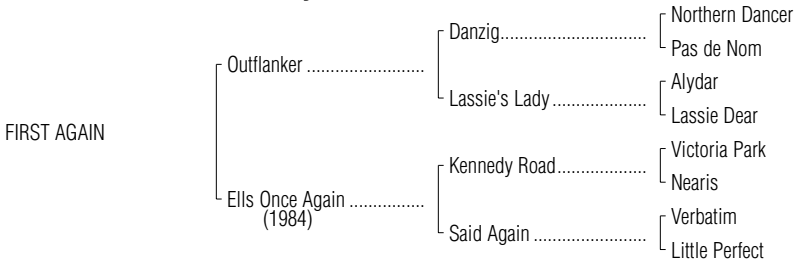 Northern Dancer
Danzig..............................
Pas de Nom
Outflanker ........................
Alydar
Lassie's Lady ...................
Lassie Dear
FIRST AGAIN
Victoria Park
Kennedy Road..................
Nearis
Ells Once Again ................
(1984)
Verbatim
Said Again .......................
Little Perfect